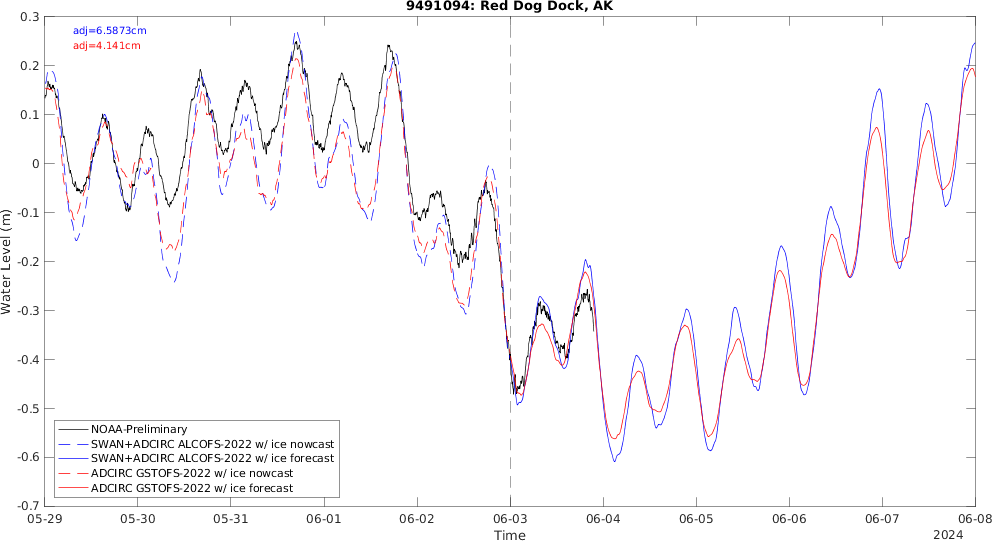 9491094: Red Dog Dock, AK
adj=6.5873cm
adj=4.141cm
Water Level (m)
0.3
0.2
0.1
0
-0.1
-0.2
-0.3
-0.4
-0.5
-0.6
-0.7
NOAA-Preliminary
SWAN+ADCIRC ALCOFS-2022 w/ ice nowcast
SWAN+ADCIRC ALCOFS-2022 w/ ice forecast
ADCIRC GSTOFS-2022 w/ ice nowcast
ADCIRC GSTOFS-2022 w/ ice forecast
05-29 05-30 05-31 06-01 06-02 06-03 06-04 06-05 06-06 06-07 06-08
Time
2024